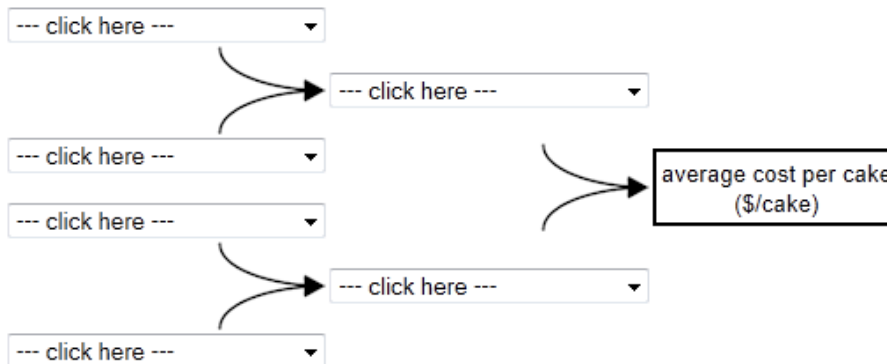 --- click here ---
--- click here ---
--- click here ---
average cost per cake
($/cake)
--- click here ---
--- click here ---
--- click here ---